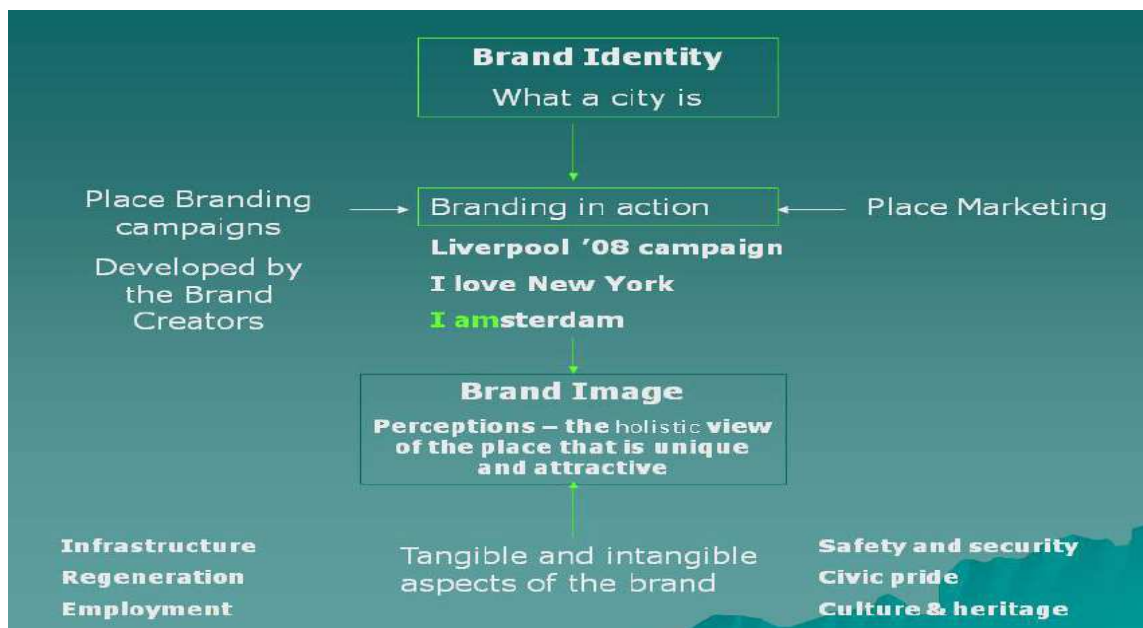 Brand Identity
What a city is
Place Branding
campaigns
Developed by
the Brand
Creators
Branding in action
Place Marketing
Liverpool ’08 campaign
I love New York
I amsterdam
Brand Image
Perceptions – the holistic view
of the place that is unique
and attractive
Infrastructure
Regeneration
Employment
Tangible and intangible
aspects of the brand
Safety and security
Civic pride
Culture & heritage